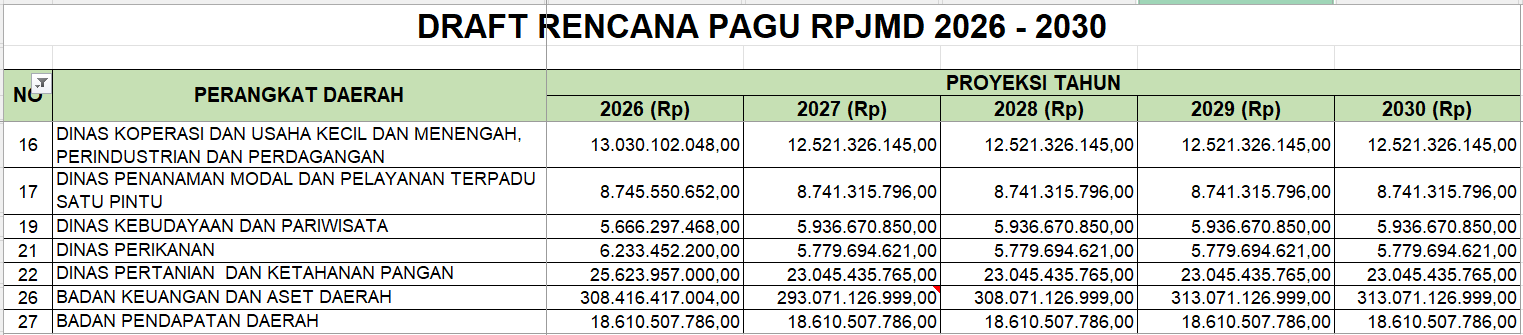 DRAFT RENCANA PAGU RPJMD 2026 - 2030
NO PERANGKAT DAERAH PROYEKSI TAHUN
2026 (Rp) 2027 (Rp) 2028 (Rp) 2029 (Rp) 2030 (Rp)
16 DINAS KOPERASI DAN USAHA KECIL DAN MENENGAH, 13.030.102.048,00 12.521.326.145,00 12.521.326.145,00 12.521.326.145,00 12.521.326.145,00
PERINDUSTRIAN DAN PERDAGANGAN
17 DINAS PENANAMAN MODAL DAN PELAYANAN TERPADU 8.745.550.652,00 8.741.315.796,00 8.741.315.796,00 8.741.315.796,00 8.741.315.796,00
SATU PINTU
19 DINAS KEBUDAYAAN DAN PARIWISATA 5.666.297.468,00 5.936.670.850,00 5.936.670.850,00 5.936.670.850,00 5.936.670.850,00
21 DINAS PERIKANAN 6.233.452.200,00 5.779.694.621,00 5.779.694.621,00 5.779.694.621,00 5.779.694.621,00
22 DINAS PERTANIAN DAN KETAHANAN PANGAN 25.623.957.000,00 23.045.435.765,00 23.045.435.765,00 23.045.435.765,00 23.045.435.765,00
26 BADAN KEUANGAN DAN ASET DAERAH 308.416.417.004,00 293.071.126.999,00 308.071.126.999,00 313.071.126.999,00 313.071.126.999,00
27 BADAN PENDAPATAN DAERAH 18.610.507.786,00 18.610.507.786,00 18.610.507.786,00 18.610.507.786,00 18.610.507.786,00